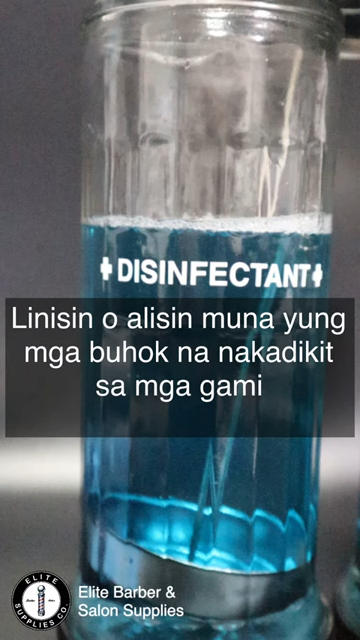 DISINFECTANT
Linisin o alisin muna yung
mga buhok na nakadikit
sa mga gami
ELITE
SUPPLIES CO.
Elite Barber &
Salon Supplies